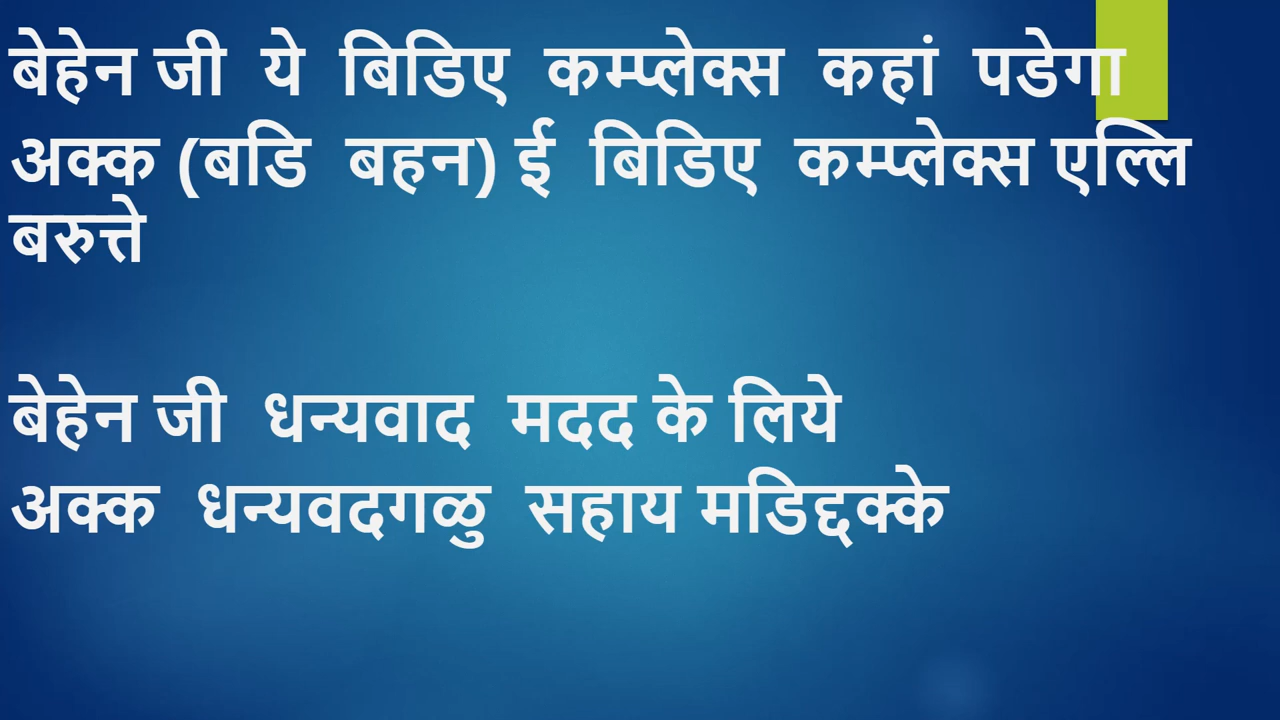 बेहेन जी ये बिडिए कम्प्लेक्स कहां पडेगा
अक्क (बडि बहन) ई बिडिए कम्प्लेक्स एल्लि
बरुत्ते
बेहेन जी धन्यवाद मदद के लिये
अक्क धन्यवदगळु सहाय मडिद्दक्के